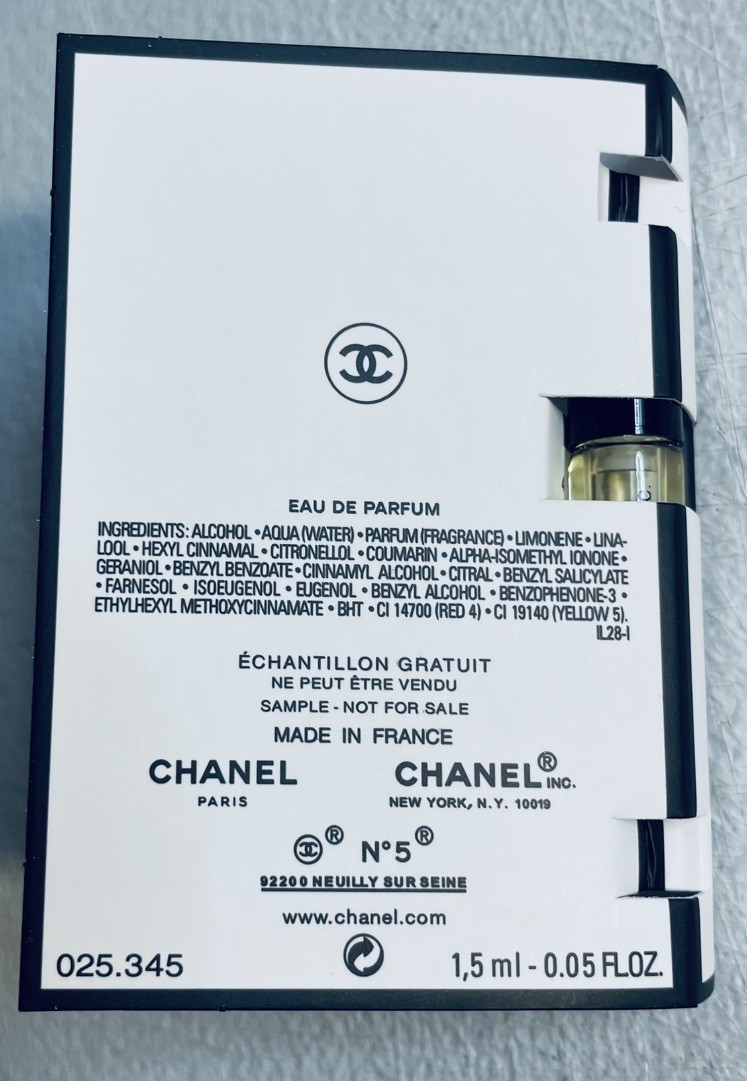 EAU DE PARFUM
INGREDIENTS: ALCOHOL • AQUA (WATER) • PARFUM (FRAGRANCE) • LIMONENE • LINA-
LOOL • HEXYL CINNAMAL • CITRONELLOL • COUMARIN • ALPHA-ISOMETHYL IONONE •
GERANIOL • BENZYL BENZOATE • CINNAMYL ALCOHOL • CITRAL • BENZYL SALICYLATE
• FARNESOL • ISOEUGENOL • EUGENOL • BENZYL ALCOHOL • BENZOPHENONE-3 •
ETHYLHEXYL METHOXYCINNAMATE • BHT • CI 14700 (RED 4) • CI 19140 (YELLOW 5).
IL28-I
ÉCHANTILLON GRATUIT
NE PEUT ÊTRE VENDU
SAMPLE - NOT FOR SALE
MADE IN FRANCE
CHANEL CHANEL® INC.
PARIS NEW YORK, N.Y. 10019
® N°5®
92200 NEUILLY SUR SEINE
www.chanel.com
025.345 1,5 ml - 0.05 FL.OZ.